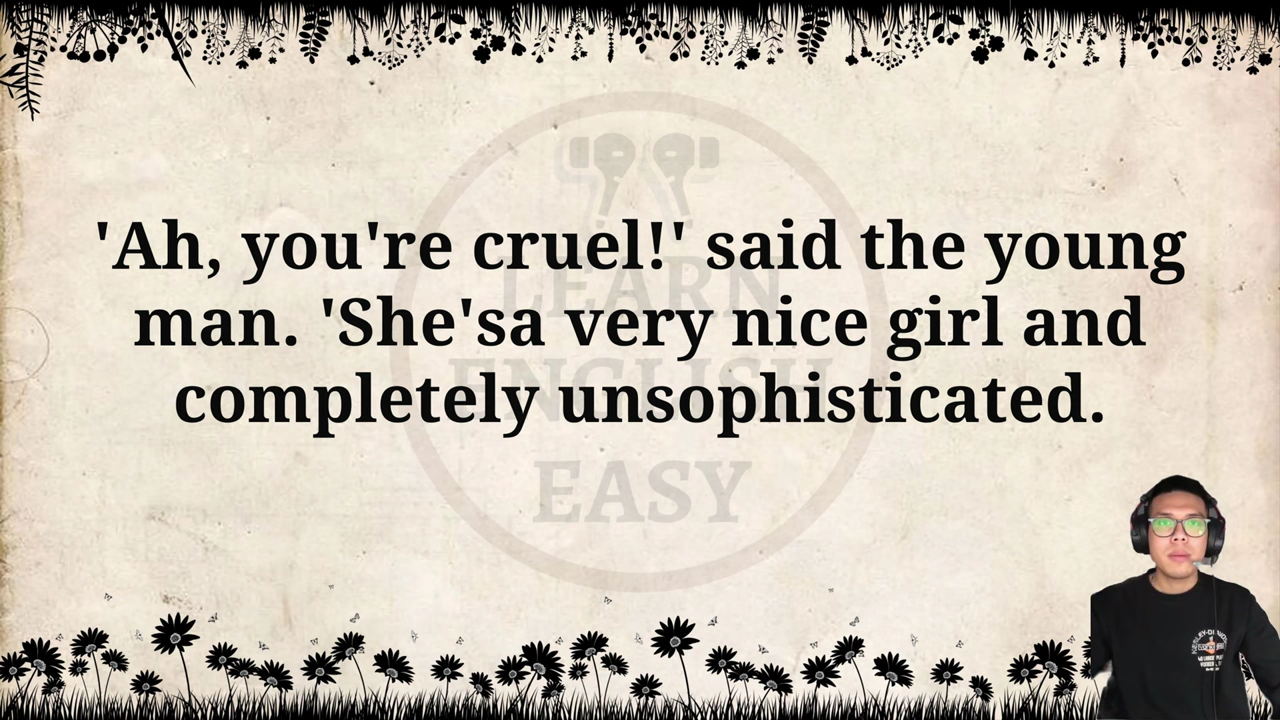 'Ah, you're cruel!' said the young
man. 'She'sa very nice girl and
completely unsophisticated.
LEARN
ENGLISH
EASY